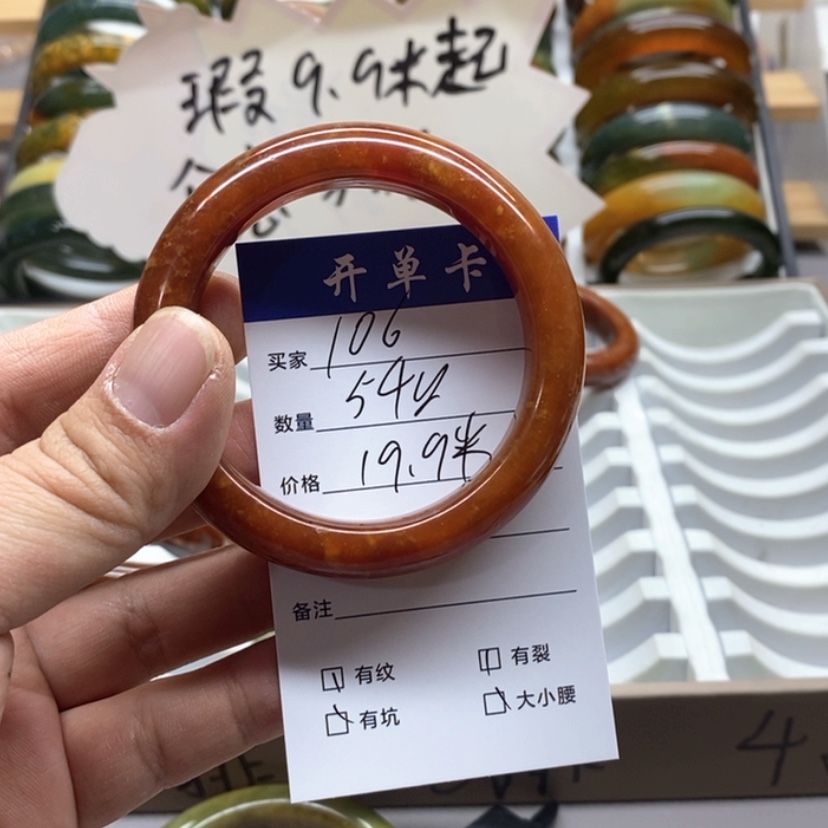 瑕9.9米起
开单卡
买家 106
数量 54y
价格 19.9米
备注
有纹 有裂
有坑 大小腰
4